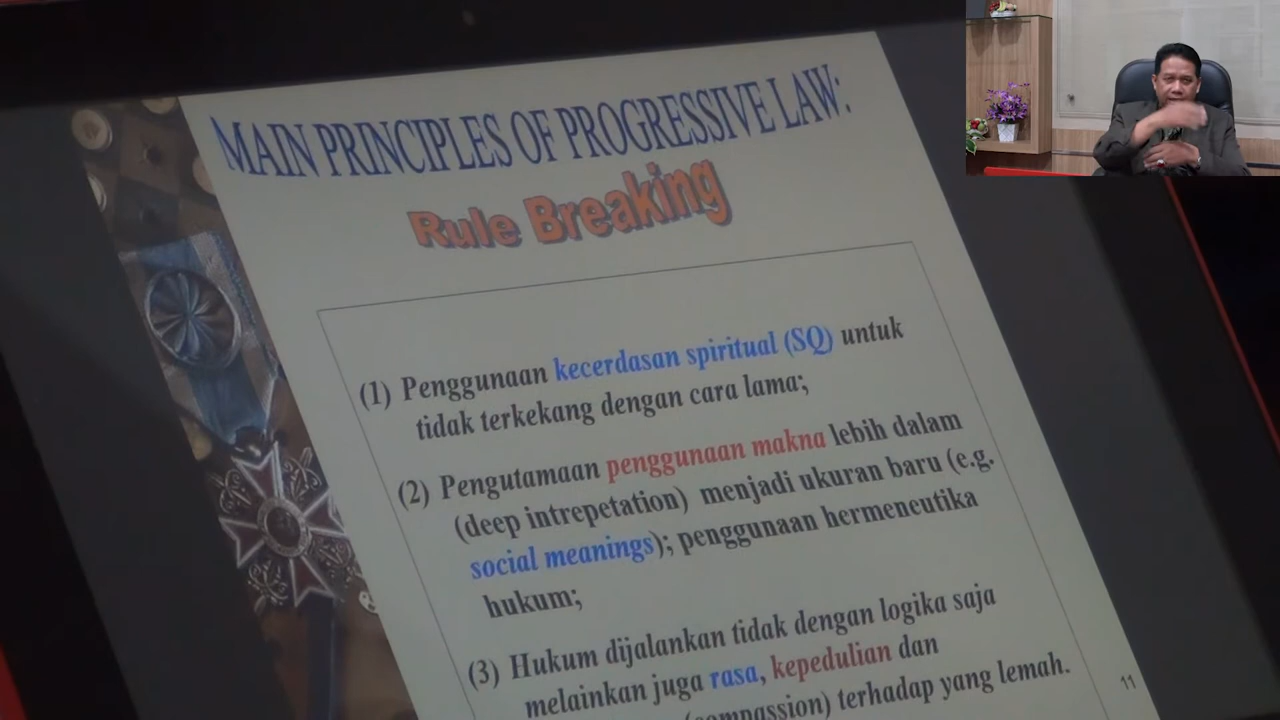 MAIN PRINCIPLES OF PROGRESSIVE LAW:
Rule Breaking
(1) Penggunaan kecerdasan spiritual (SQ) untuk
tidak terkekang dengan cara lama;
(2) Pengutamaan penggunaan makna lebih dalam
(deep intrepetation) menjadi ukuran baru (e.g.
social meanings); penggunaan hermeneutika
hukum;
(3) Hukum dijalankan tidak dengan logika saja
melainkan juga rasa, kepedulian dan
(compassion) terhadap yang lemah.
11